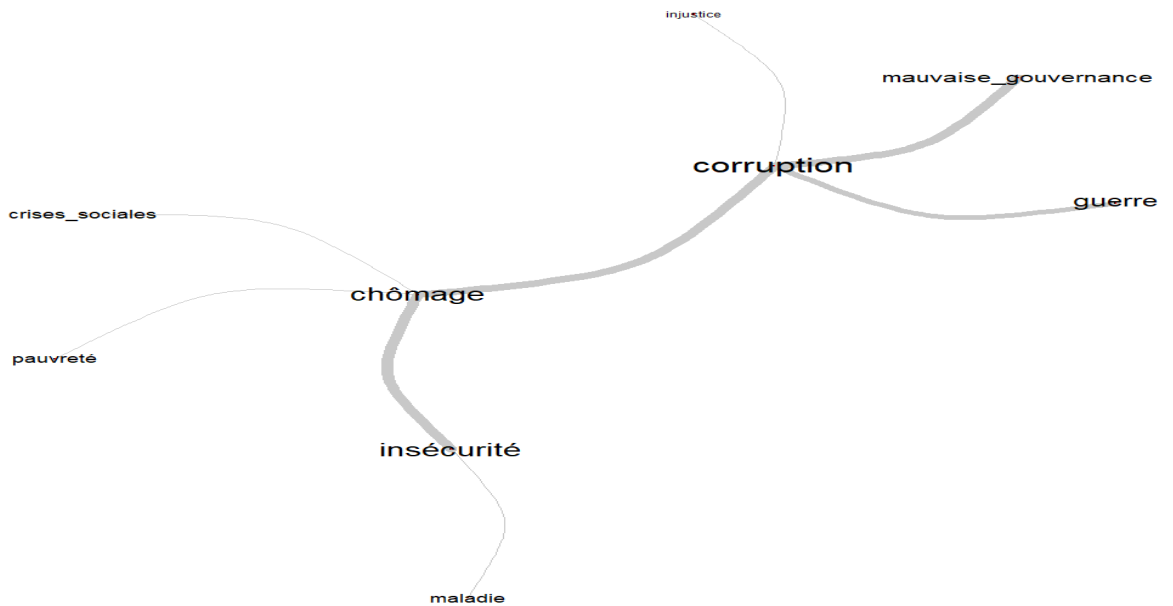 injustice
mauvaise_gouvernance
corruption
guerre
crises_sociales
chômage
pauvreté
insécurité
maladie